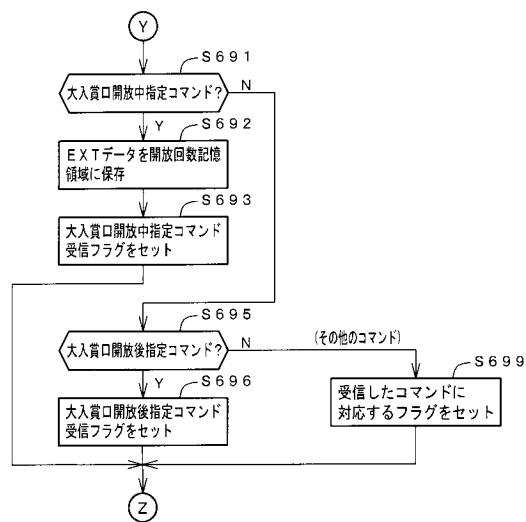 Y
S691
大入賞口開放中指定コマンド?
N
Y
S692
EXTデータを開放回数記憶
領域に保存
S693
大入賞口開放中指定コマンド
受信フラグをセット
S695
大入賞口開放後指定コマンド?
N
(その他のコマンド)
Y
S699
受信したコマンドに
対応するフラグをセット
S696
大入賞口開放後指定コマンド
受信フラグをセット
Z